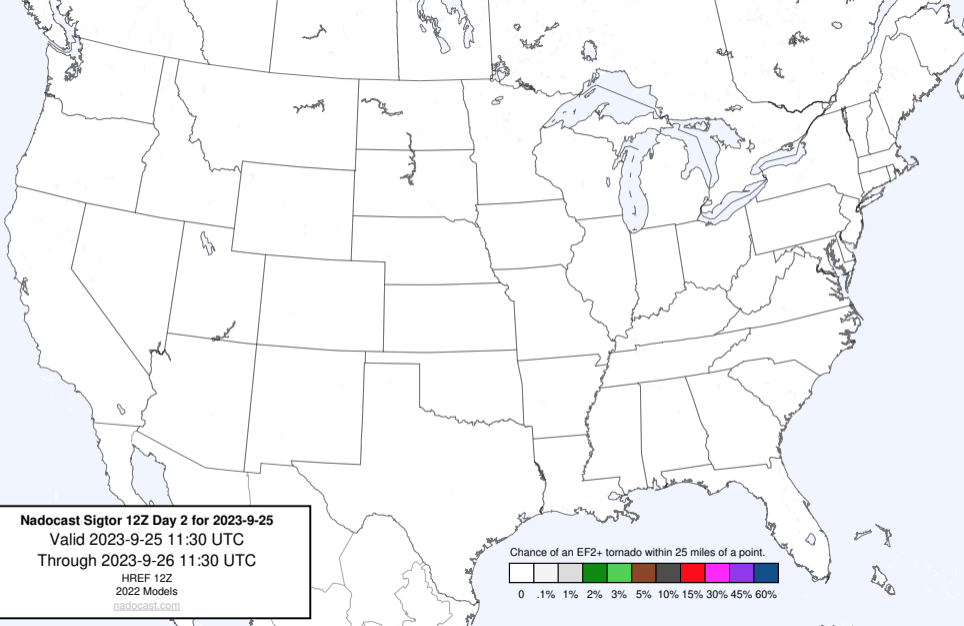 Nadocast Sigtor 12Z Day 2 for 2023-9-25
Valid 2023-9-25 11:30 UTC
Through 2023-9-26 11:30 UTC
HREF 12Z
2022 Models
nadocast.com
Chance of an EF2+ tornado within 25 miles of a point.
0 .1% 1% 2% 3% 5% 10% 15% 30% 45% 60%